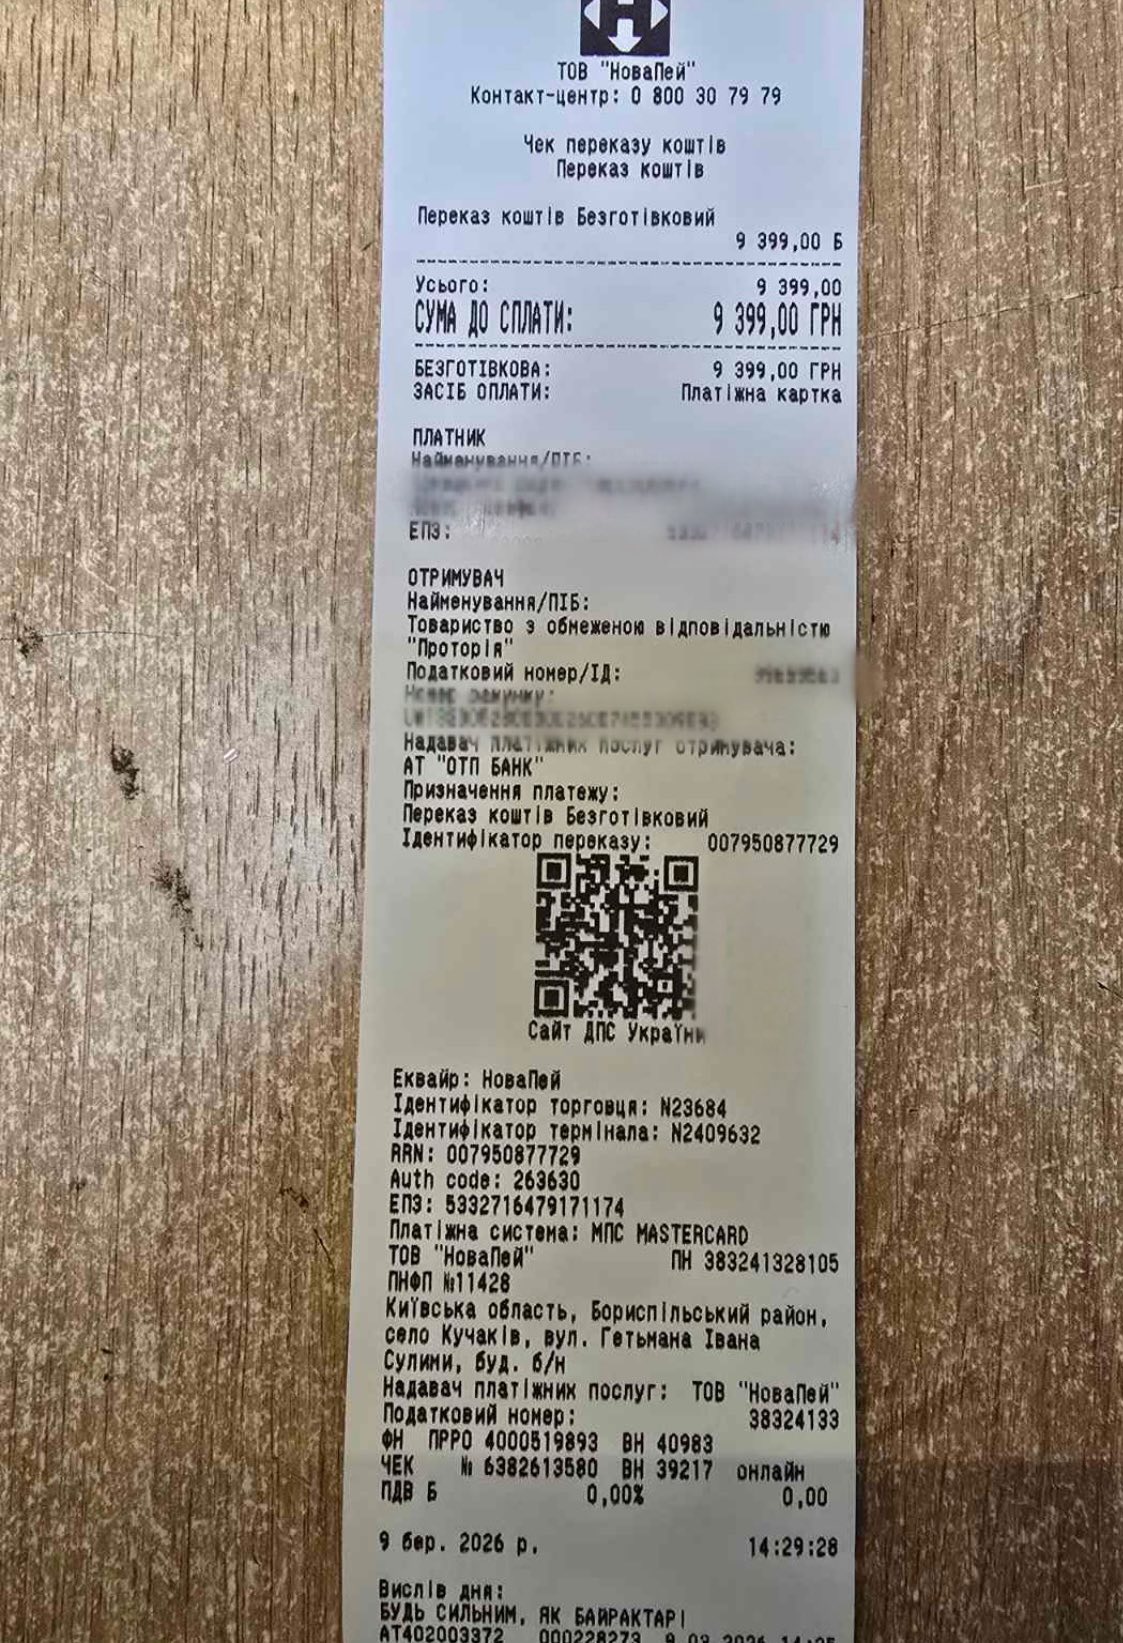 ТОВ "НоваПей"
Контакт-центр: 0 800 30 79 79
Чек переказу коштів
Переказ коштів
Переказ коштів Безготівковий
9 399,00 Б
Усього: 9 399,00
СУМА ДО СПЛАТИ: 9 399,00 ГРН
БЕЗГОТІВКОВА: 9 399,00 ГРН
ЗАСІБ ОПЛАТИ: Платіжна картка
ПЛАТНИК
Найменування/ПІБ:
ЕПЗ:
ОТРИМУВАЧ
Найменування/ПІБ:
Товариство з обмеженою відповідальністю
"Проторія"
Податковий номер/ІД:
Номер рахунку:
Надавач платіжних послуг отримувача:
АТ "ОТП БАНК"
Призначення платежу:
Переказ коштів Безготівковий
Ідентифікатор переказу: 007950877729
Сайт ДПС України
Еквайр: НоваПей
Ідентифікатор торговця: N23684
Ідентифікатор термінала: N2409632
RRN: 007950877729
Auth code: 263630
ЕПЗ: 5332716479171174
Платіжна система: МПС MASTERCARD
ТОВ "НоваПей" ПН 383241328105
ПНФП №11428
Київська область, Бориспільський район,
село Кучаків, вул. Гетьмана Івана
Сулими, буд. б/н
Надавач платіжних послуг: ТОВ "НоваПей"
Податковий номер: 38324133
ФН ПРРО 4000519893 ВН 40983
ЧЕК № 6382613580 ВН 39217 онлайн
ПДВ Б 0,00% 0,00
9 бер. 2026 р. 14:29:28
Вислів дня:
БУДЬ СИЛЬНИМ, ЯК БАЙРАКТАР!
АТ402003372 000228273